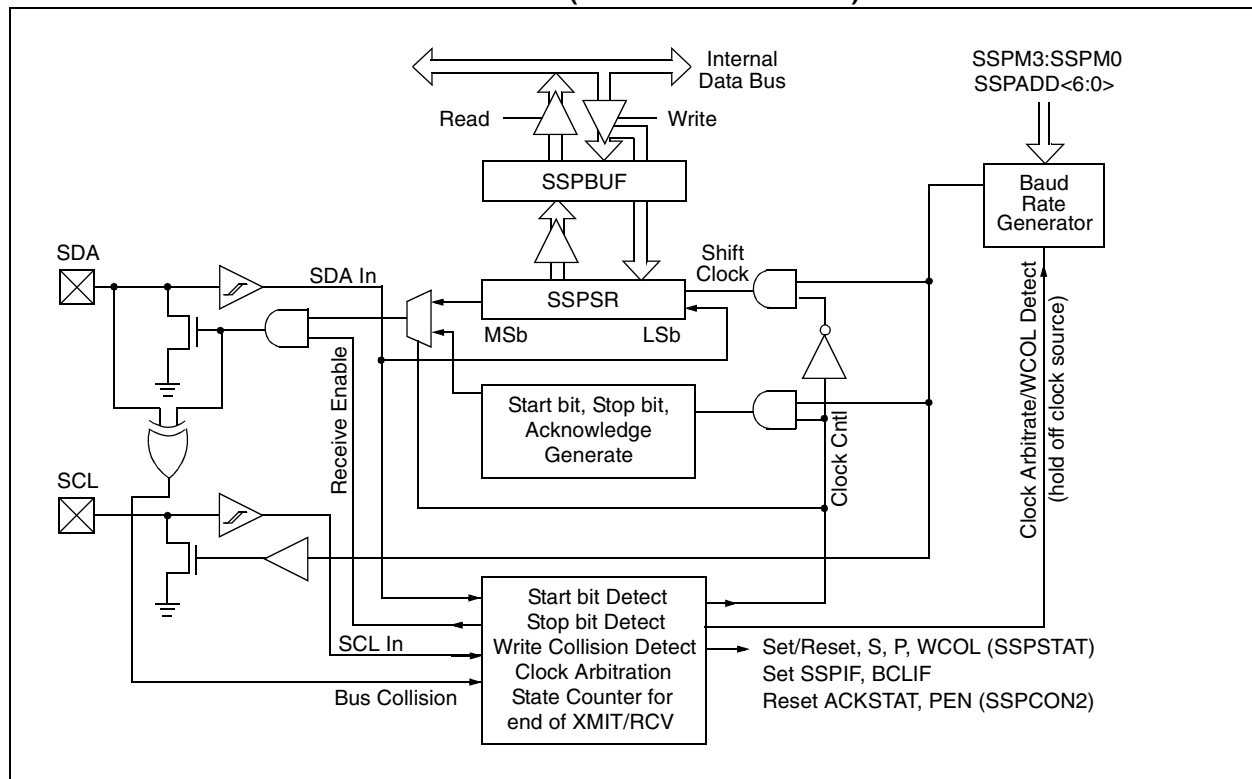 Internal
Data Bus
SSPM3:SSPM0
SSPADD<6:0>
Read
Write
SSPBUF
Baud
Rate
Generator
SDA
SDA In
Shift
Clock
SSPSR
MSb
LSb
Start bit, Stop bit,
Acknowledge
Generate
Receive Enable
Clock Cntl
Clock Arbitrate/WCOL Detect
(hold off clock source)
SCL
SCL In
Bus Collision
Start bit Detect
Stop bit Detect
Write Collision Detect
Clock Arbitration
State Counter for
end of XMIT/RCV
Set/Reset, S, P, WCOL (SSPSTAT)
Set SSPIF, BCLIF
Reset ACKSTAT, PEN (SSPCON2)